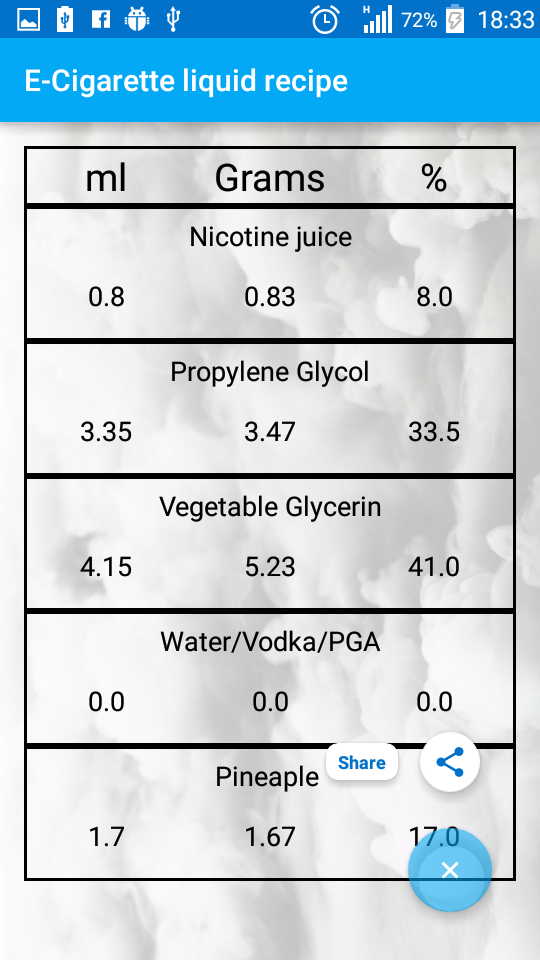 H 72% 18:33
E-Cigarette liquid recipe
ml Grams %
Nicotine juice
0.8 0.83 8.0
Propylene Glycol
3.35 3.47 33.5
Vegetable Glycerin
4.15 5.23 41.0
Water/Vodka/PGA
0.0 0.0 0.0
Share
Pineaple
1.7 1.67 17.0